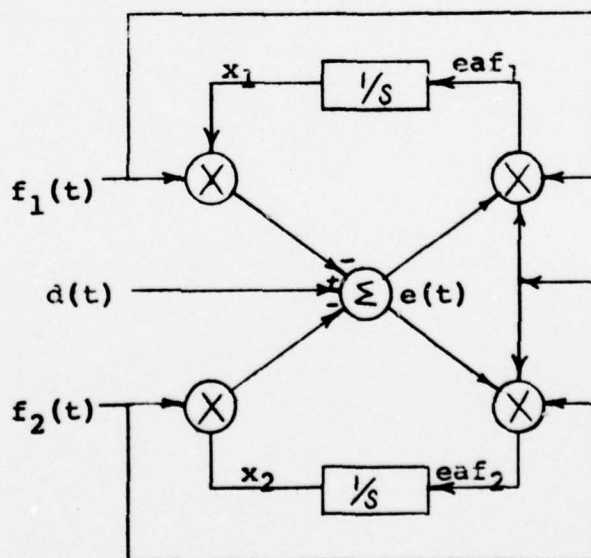 x₁ 1/S eaf₁
f₁(t) X X
-
+
d(t) Σ e(t)
-
f₂(t) X X
x₂ 1/S eaf₂